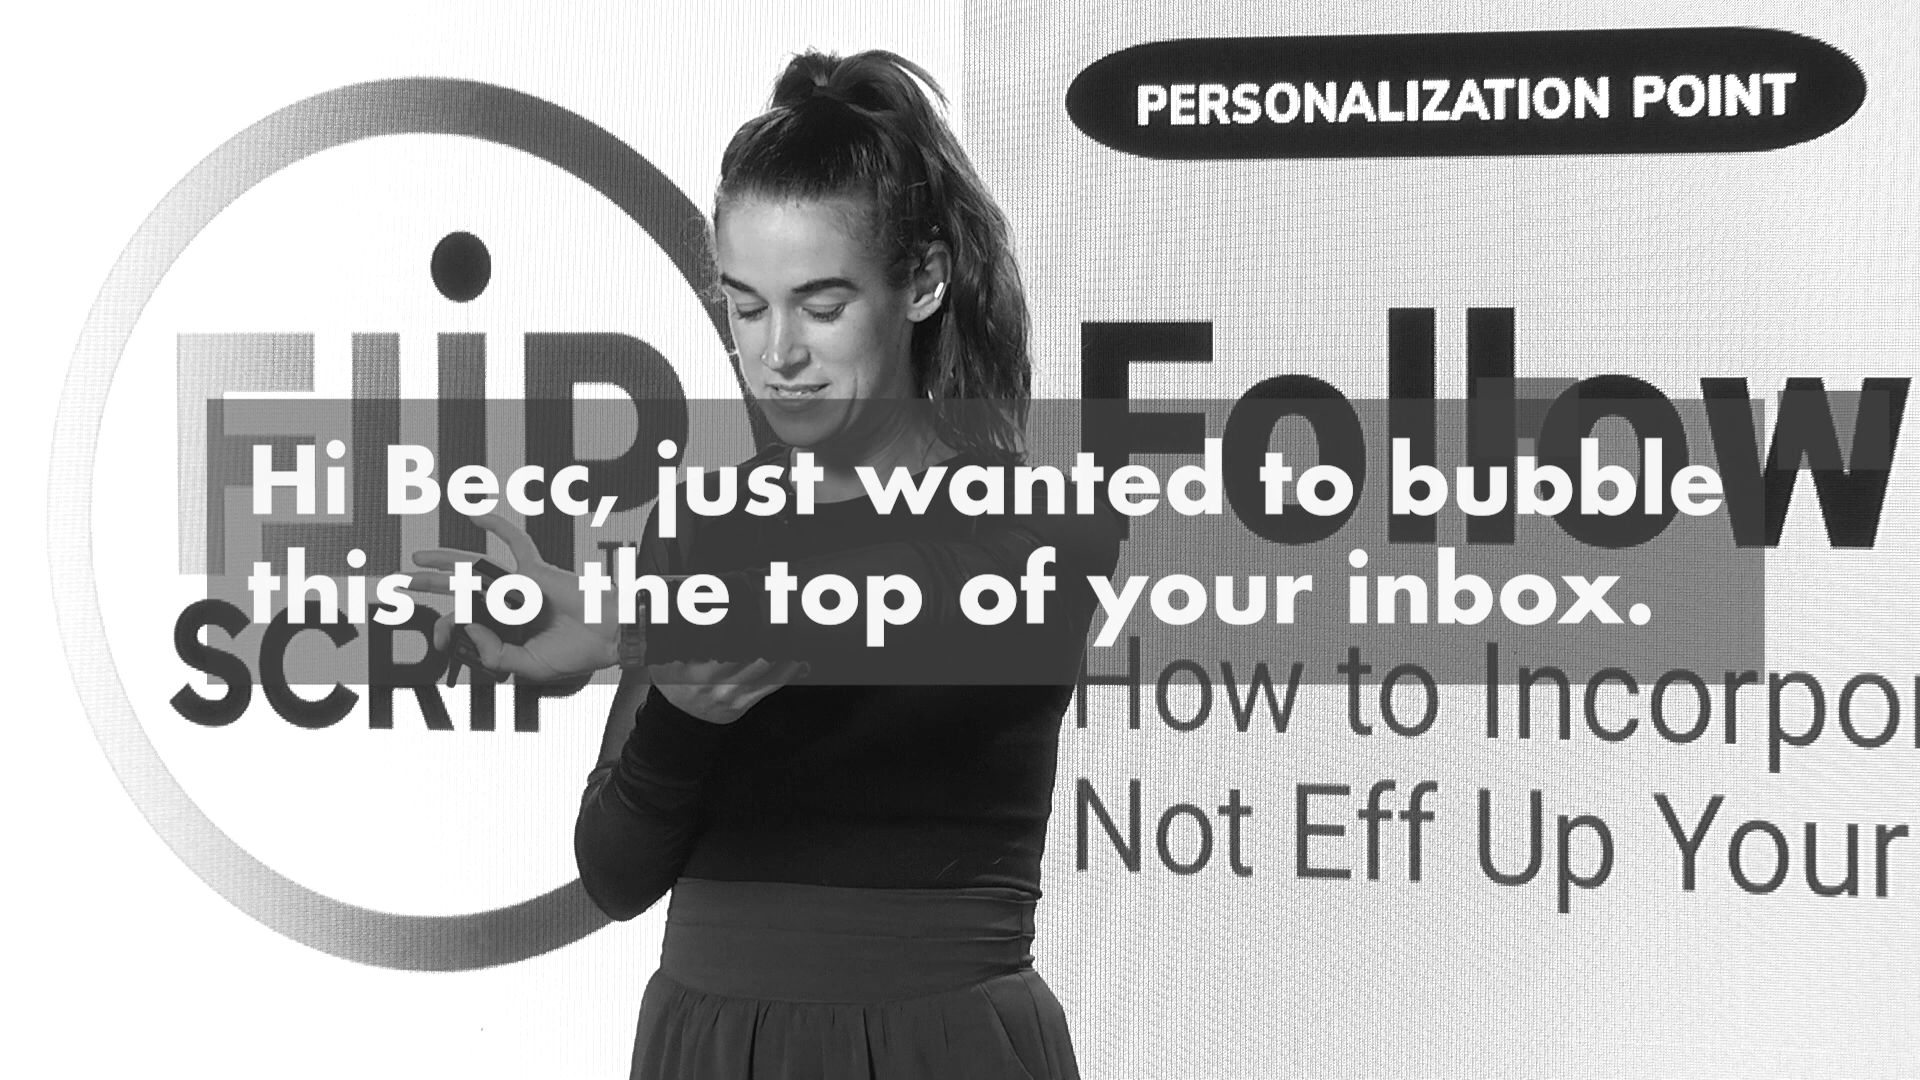 PERSONALIZATION POINT
FliP
SCRIP
Follow
Hi Becc, just wanted to bubble
this to the top of your inbox.
How to Incorpor
Not Eff Up Your